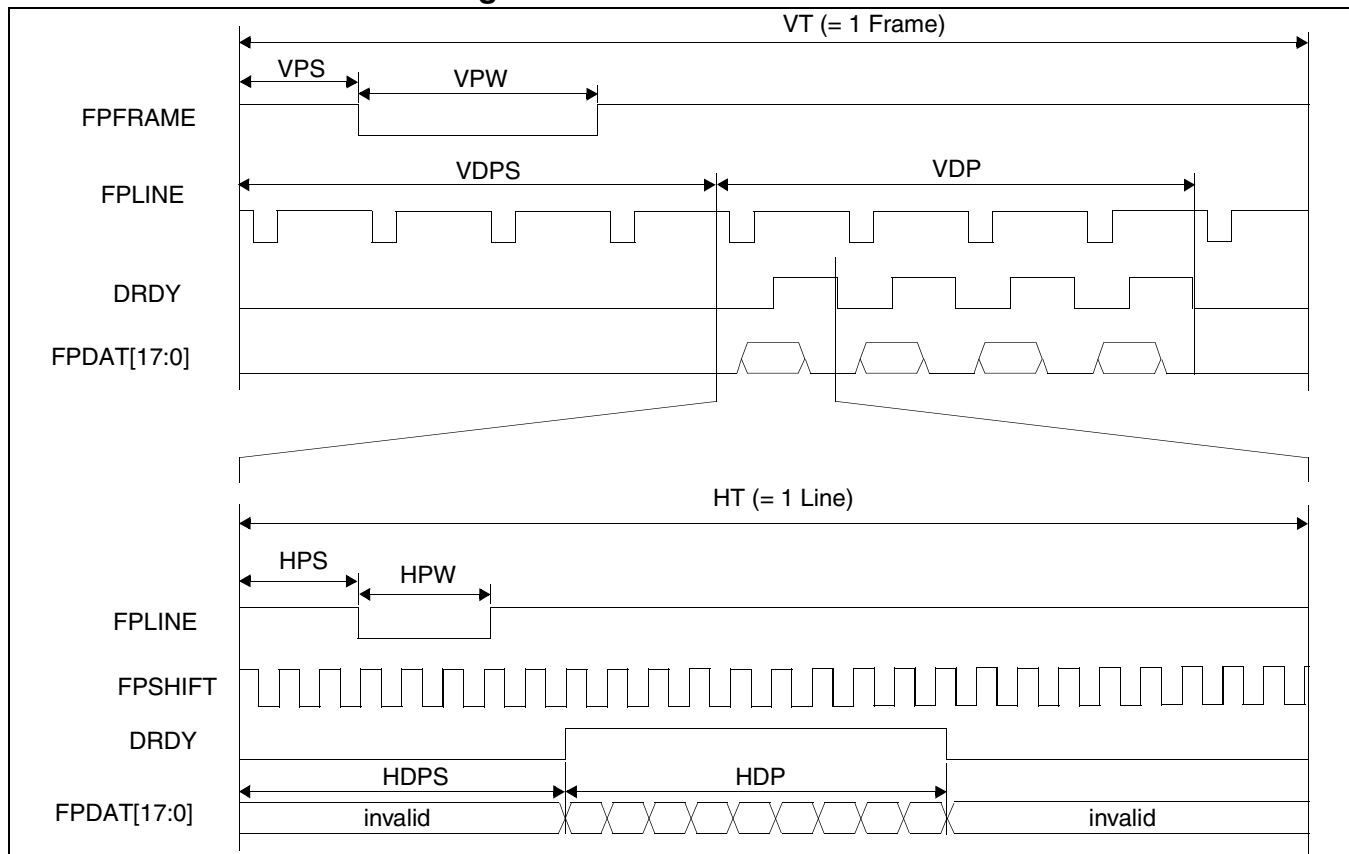 VT (= 1 Frame)
VPS
VPW
FPFRAME
VDPS
VDP
FPLINE
DRDY
FPDAT[17:0]
HT (= 1 Line)
HPS
HPW
FPLINE
FPSHIFT
DRDY
HDPS
HDP
FPDAT[17:0]
invalid
invalid